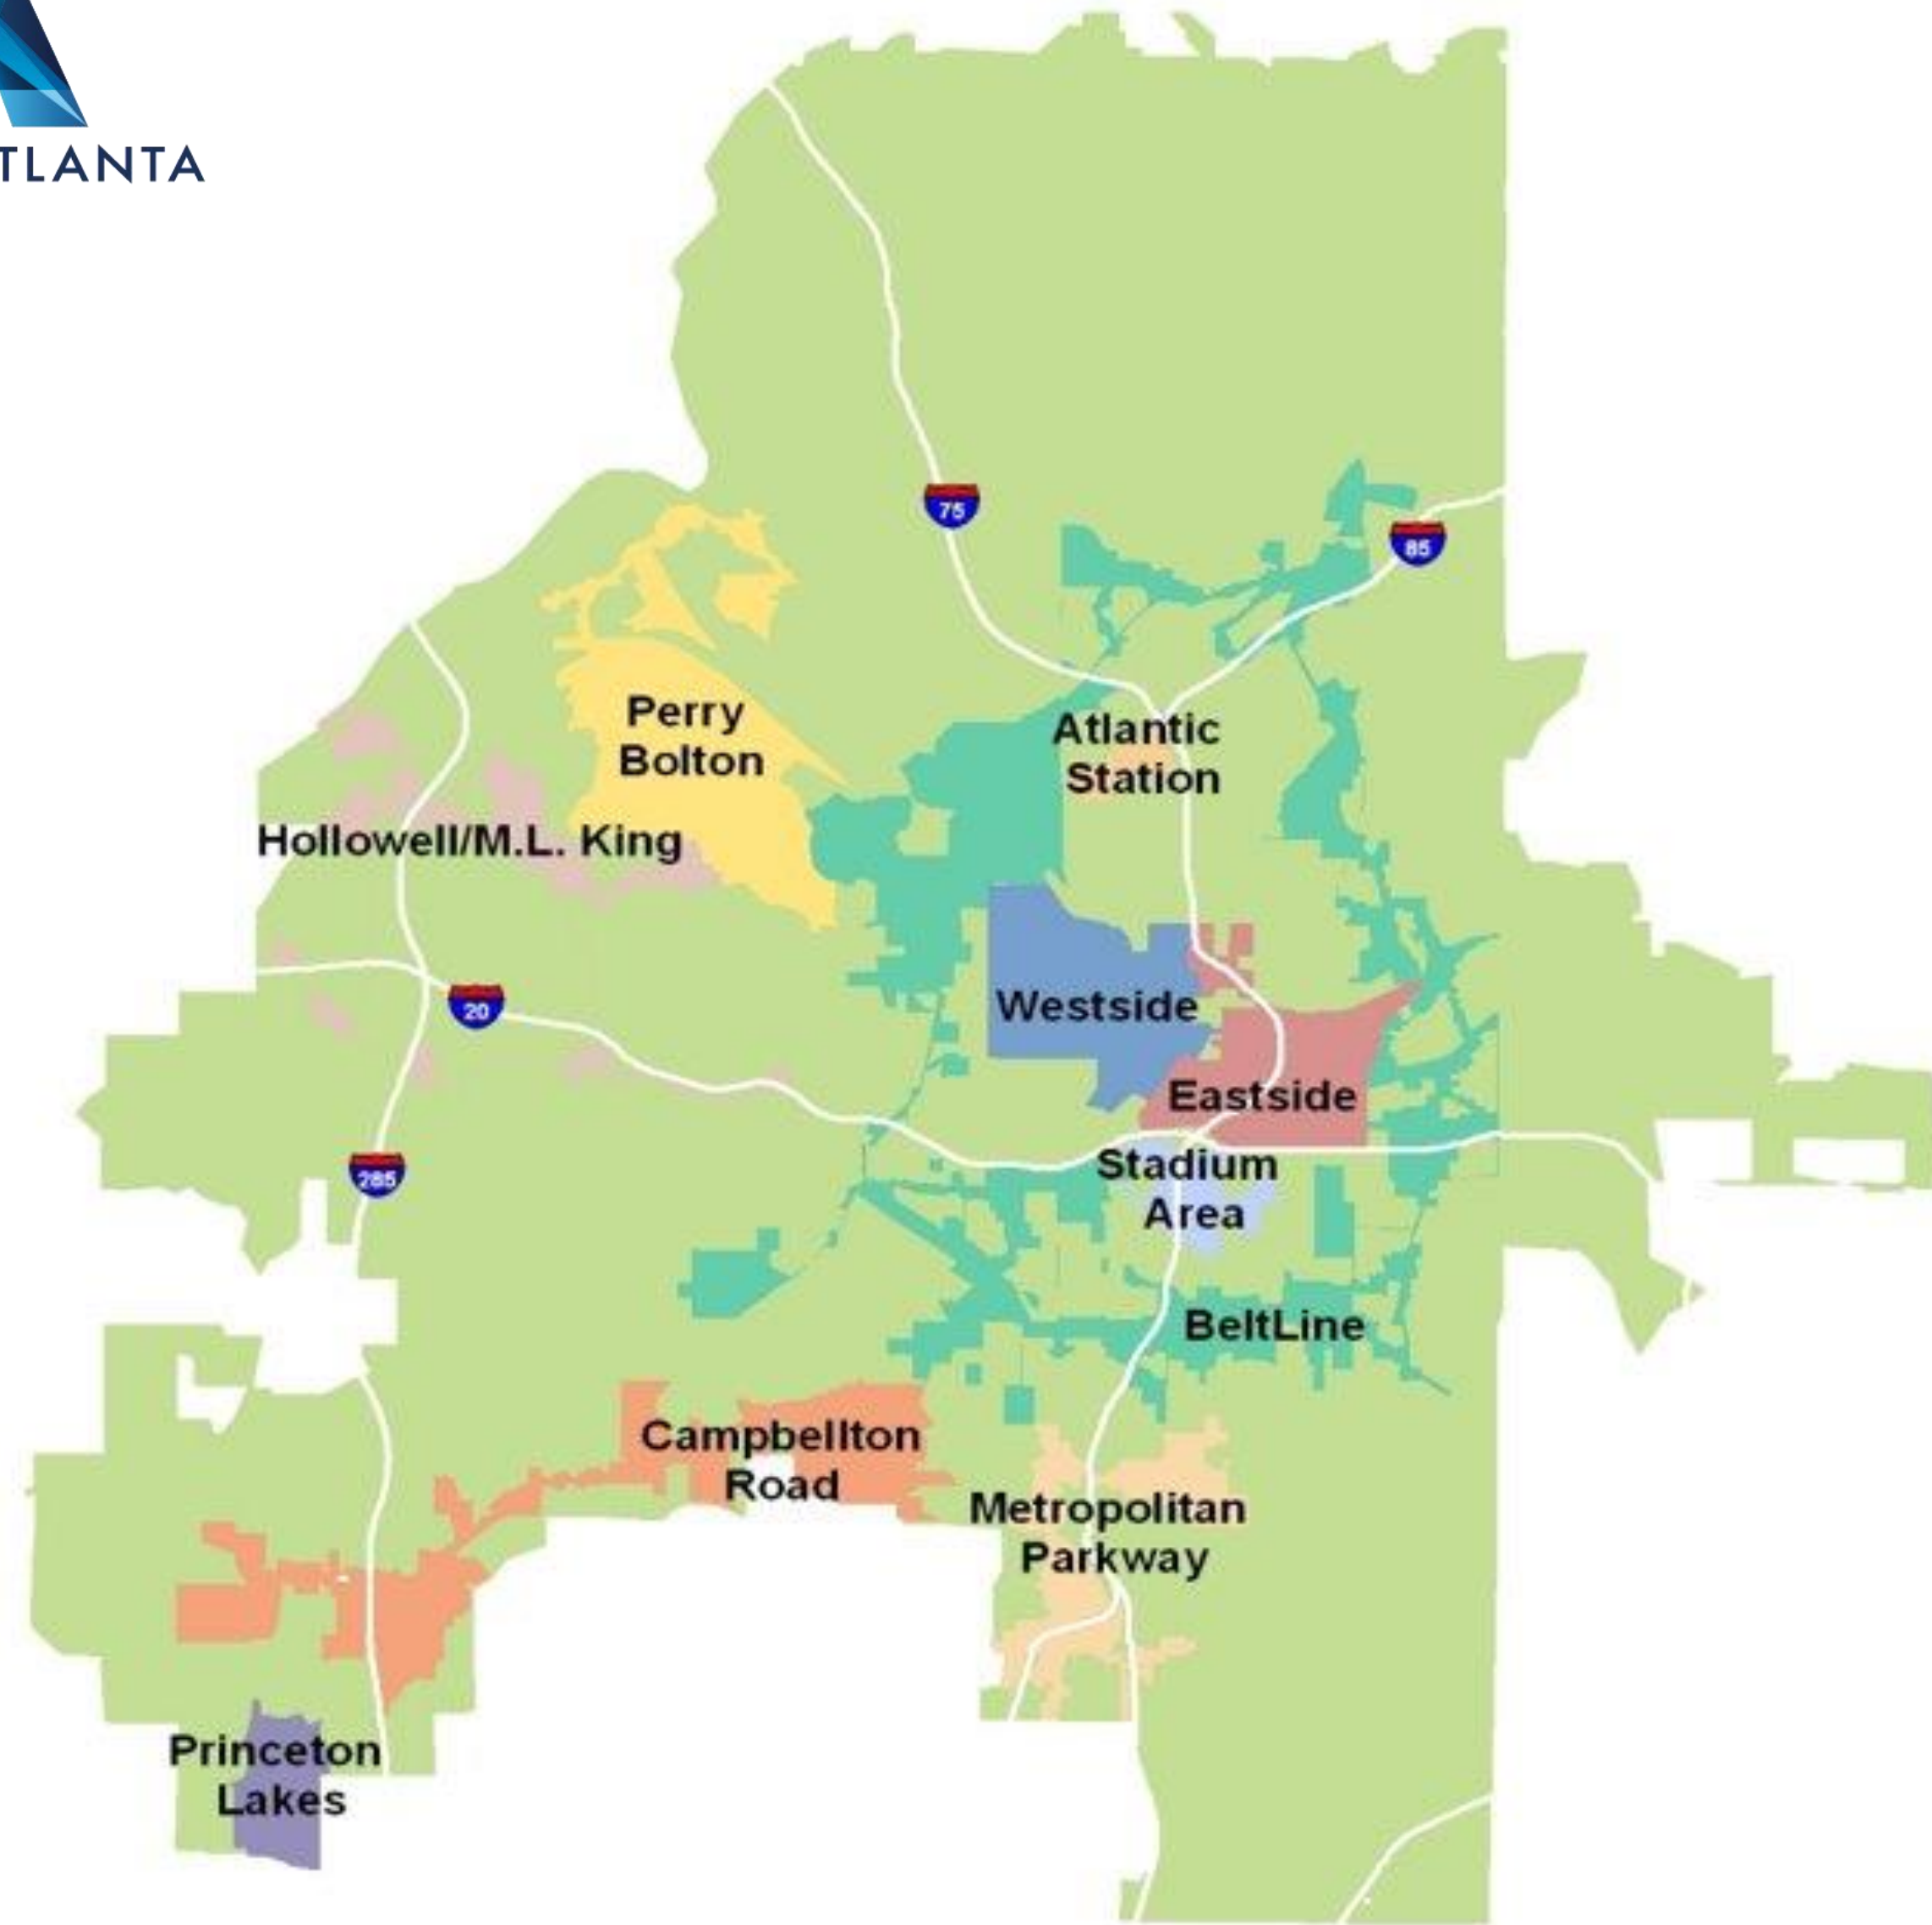 TLANTA
75
85
Perry
Bolton
Atlantic
Station
Hollowell/M.L. King
20
Westside
Eastside
285
Stadium
Area
BeltLine
Campbellton
Road
Metropolitan
Parkway
Princeton
Lakes